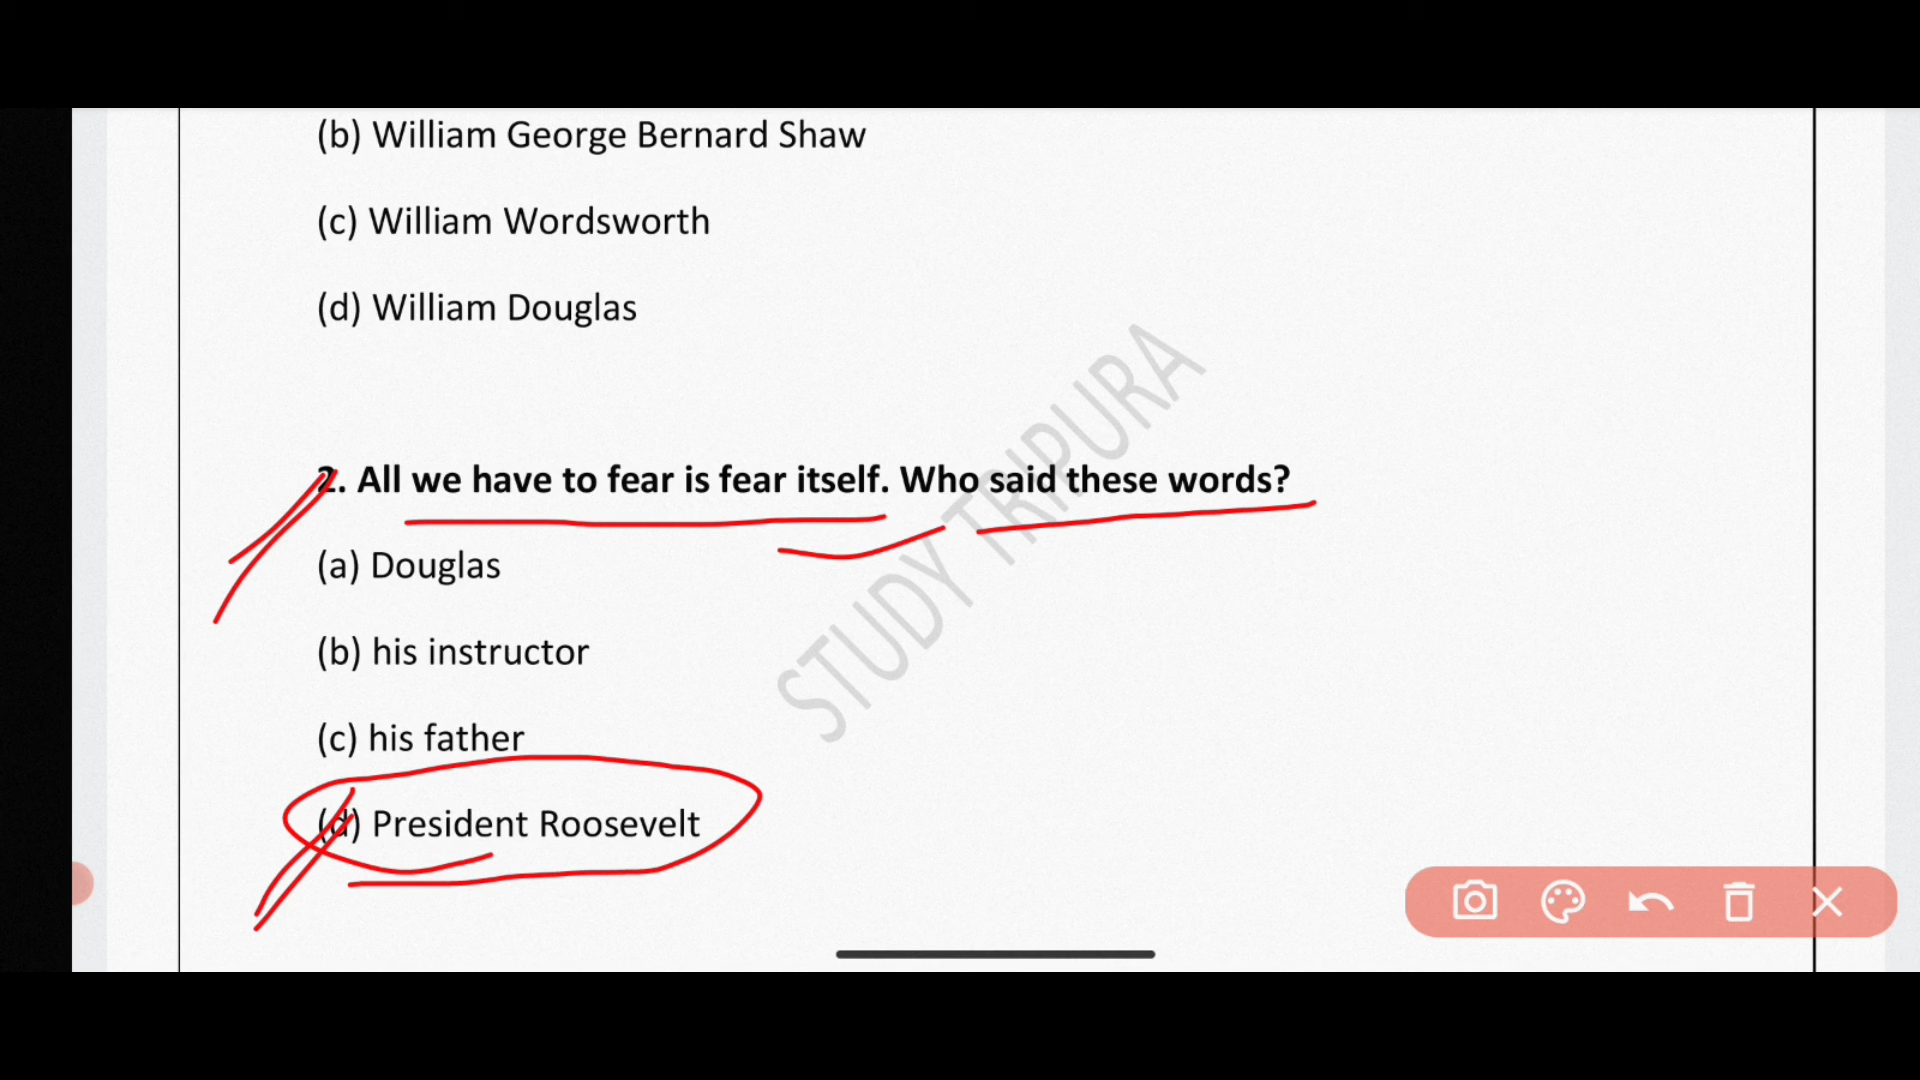 (b) William George Bernard Shaw
(c) William Wordsworth
(d) William Douglas
2. All we have to fear is fear itself. Who said these words?
(a) Douglas
(b) his instructor
(c) his father
(d) President Roosevelt
STUDY TRIPURA